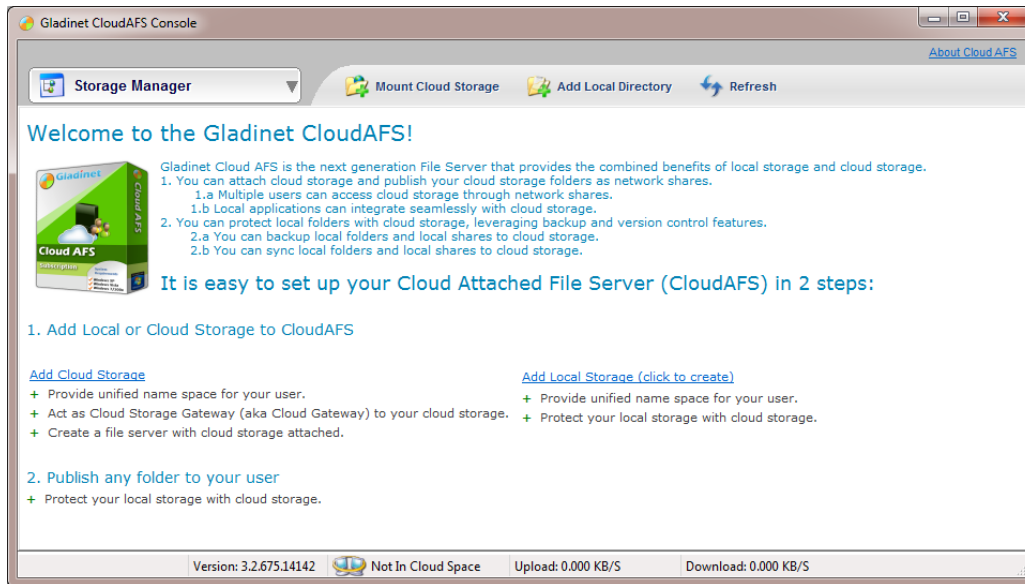 Gladinet CloudAFS Console
About Cloud AFS
Storage Manager
Mount Cloud Storage
Add Local Directory
Refresh
Welcome to the Gladinet CloudAFS!
Gladinet Cloud AFS is the next generation File Server that provides the combined benefits of local storage and cloud storage.
1. You can attach cloud storage and publish your cloud storage folders as network shares.
1.a Multiple users can access cloud storage through network shares.
1.b Local applications can integrate seamlessly with cloud storage.
2. You can protect local folders with cloud storage, leveraging backup and version control features.
2.a You can backup local folders and local shares to cloud storage.
2.b You can sync local folders and local shares to cloud storage.
Gladinet
Cloud AFS
Cloud AFS
It is easy to set up your Cloud Attached File Server (CloudAFS) in 2 steps:
1. Add Local or Cloud Storage to CloudAFS
Add Cloud Storage
+ Provide unified name space for your user.
+ Act as Cloud Storage Gateway (aka Cloud Gateway) to your cloud storage.
+ Create a file server with cloud storage attached.
Add Local Storage (click to create)
+ Provide unified name space for your user.
+ Protect your local storage with cloud storage.
2. Publish any folder to your user
+ Protect your local storage with cloud storage.
Version: 3.2.675.14142
Not In Cloud Space
Upload: 0.000 KB/S
Download: 0.000 KB/S